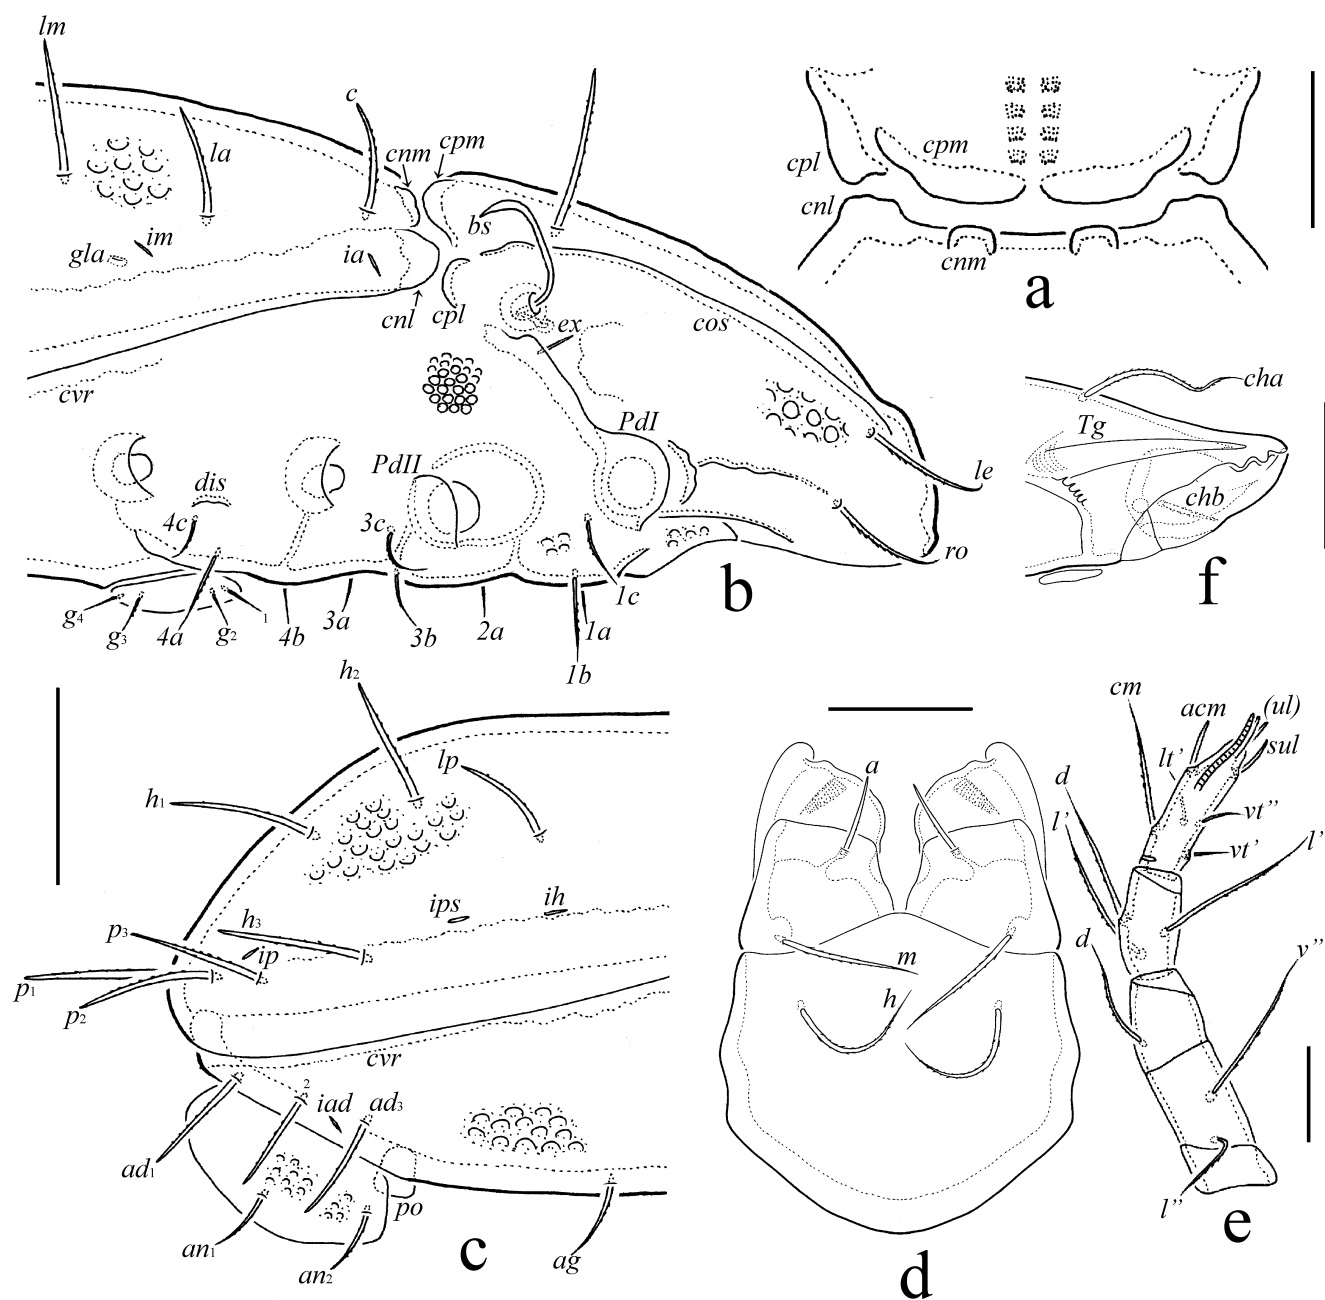 lm
c
la
cnm
cpm
bs
gla
im
ia
cnl
cpl
ex
cos
cvr
PdI
PdII
dis
4c
3c
le
ro
1c
g4
g3
4a
g2
1
4b
3a
3b
2a
1a
1b
b
cpl
cpm
cnl
cnm
a
cha
Tg
chb
f
h2
lp
h1
ips
ih
h3
p3
ip
p1
p2
cvr
2
iad
ad3
ad1
an1
an2
po
ag
c
a
m
h
d
cm
acm
(ul)
sul
lt'
d
l'
vt"
vt'
l'
d
v"
l"
e